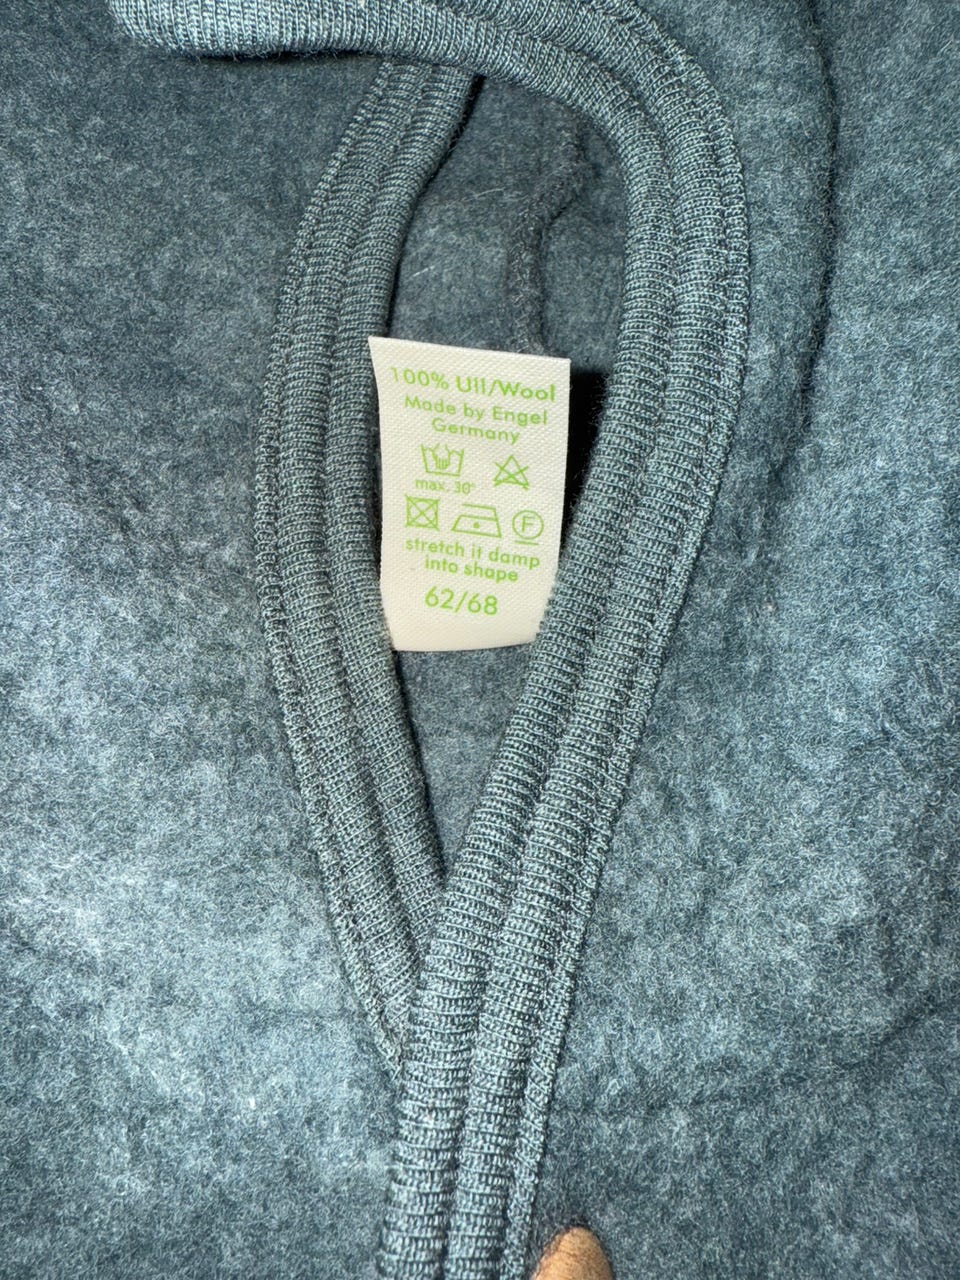 100% Ull/Wool
Made by Engel
Germany
max. 30°
F
stretch it damp
into shape
62/68